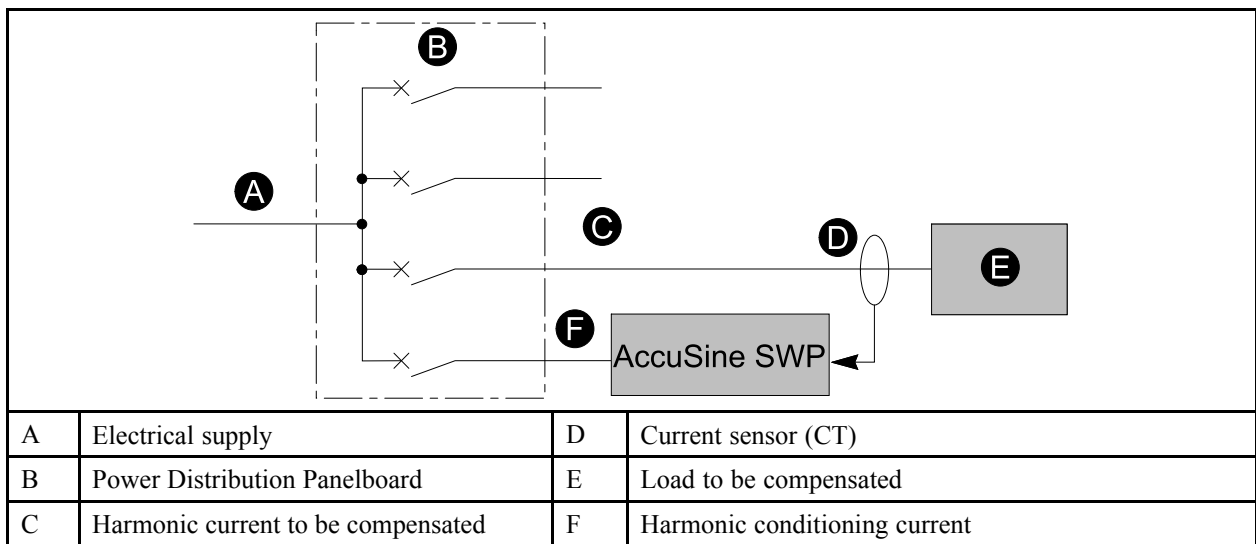 B
A
C
D
E
F
AccuSine SWP
A Electrical supply D Current sensor (CT)
B Power Distribution Panelboard E Load to be compensated
C Harmonic current to be compensated F Harmonic conditioning current